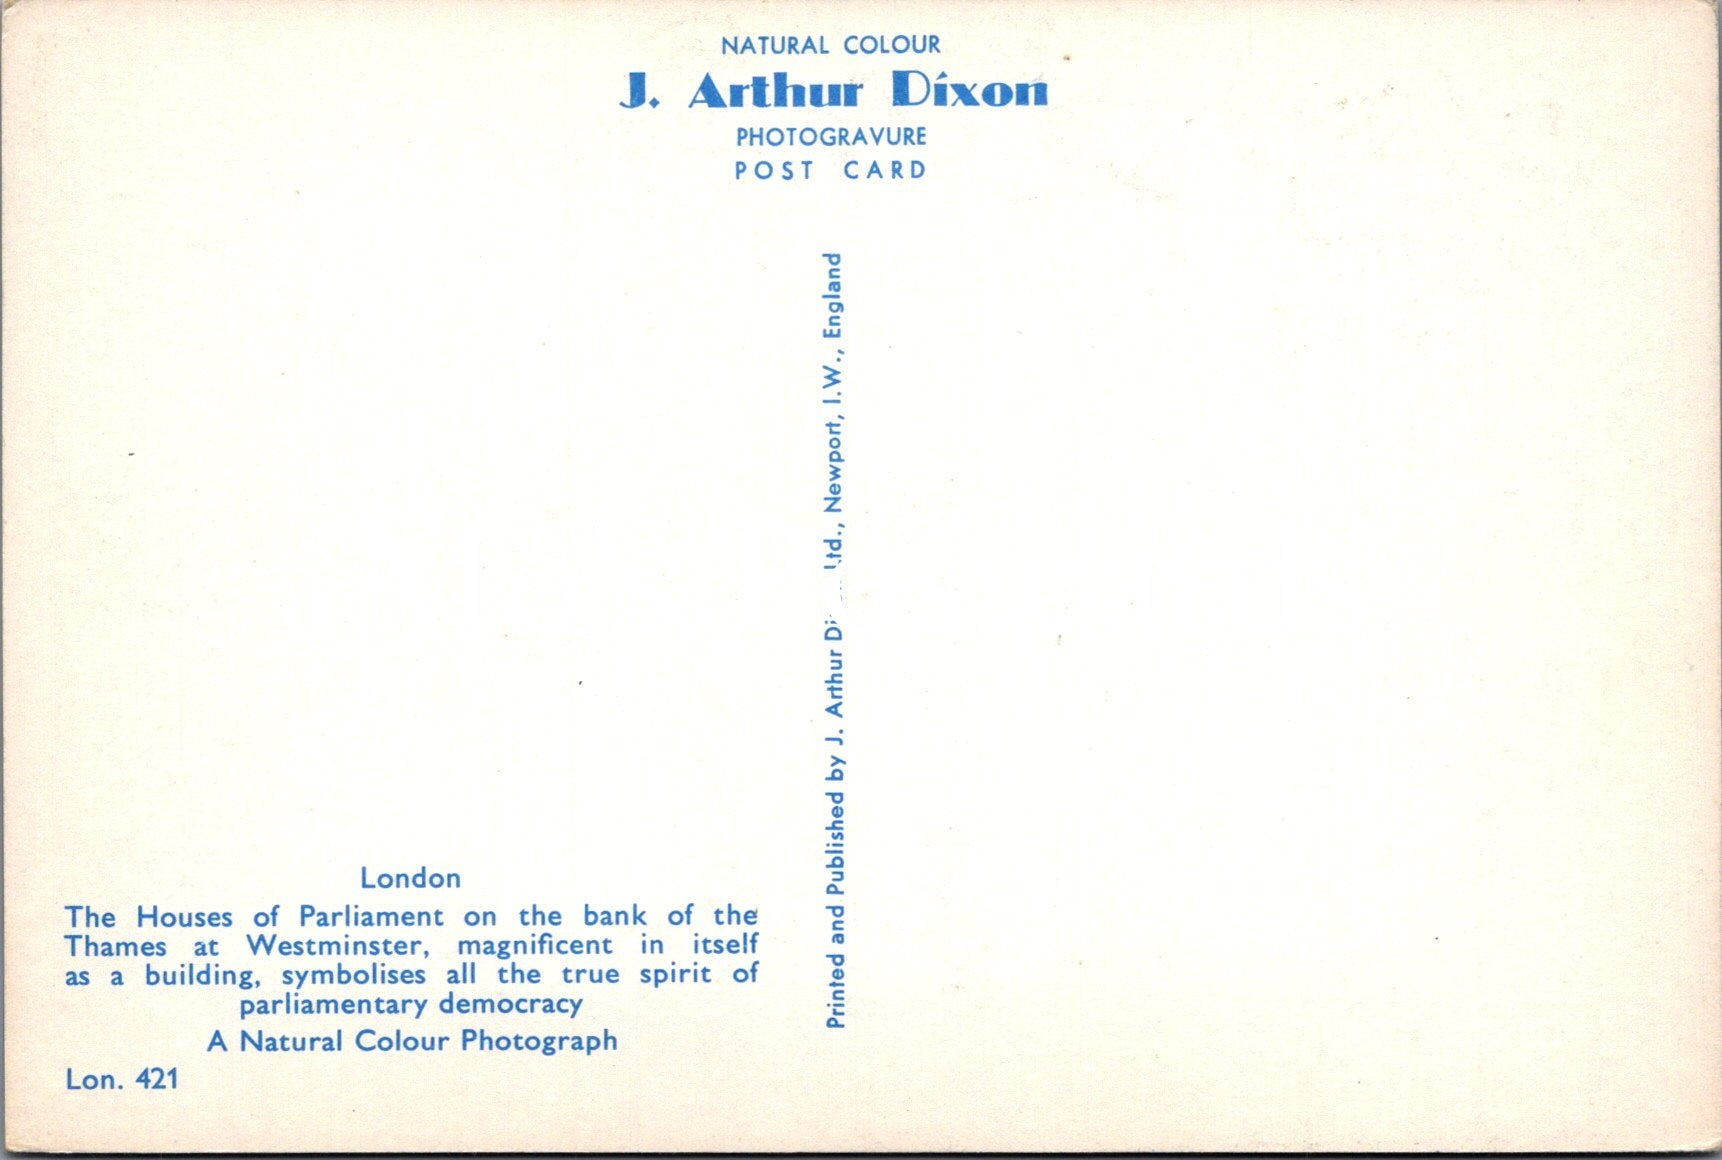 NATURAL COLOUR
J. Arthur Dixon
PHOTOGRAVURE
POST CARD
Printed and Published by J. Arthur Di Ltd., Newport, I.W., England
London
The Houses of Parliament on the bank of the
Thames at Westminster, magnificent in itself
as a building, symbolises all the true spirit of
parliamentary democracy
A Natural Colour Photograph
Lon. 421